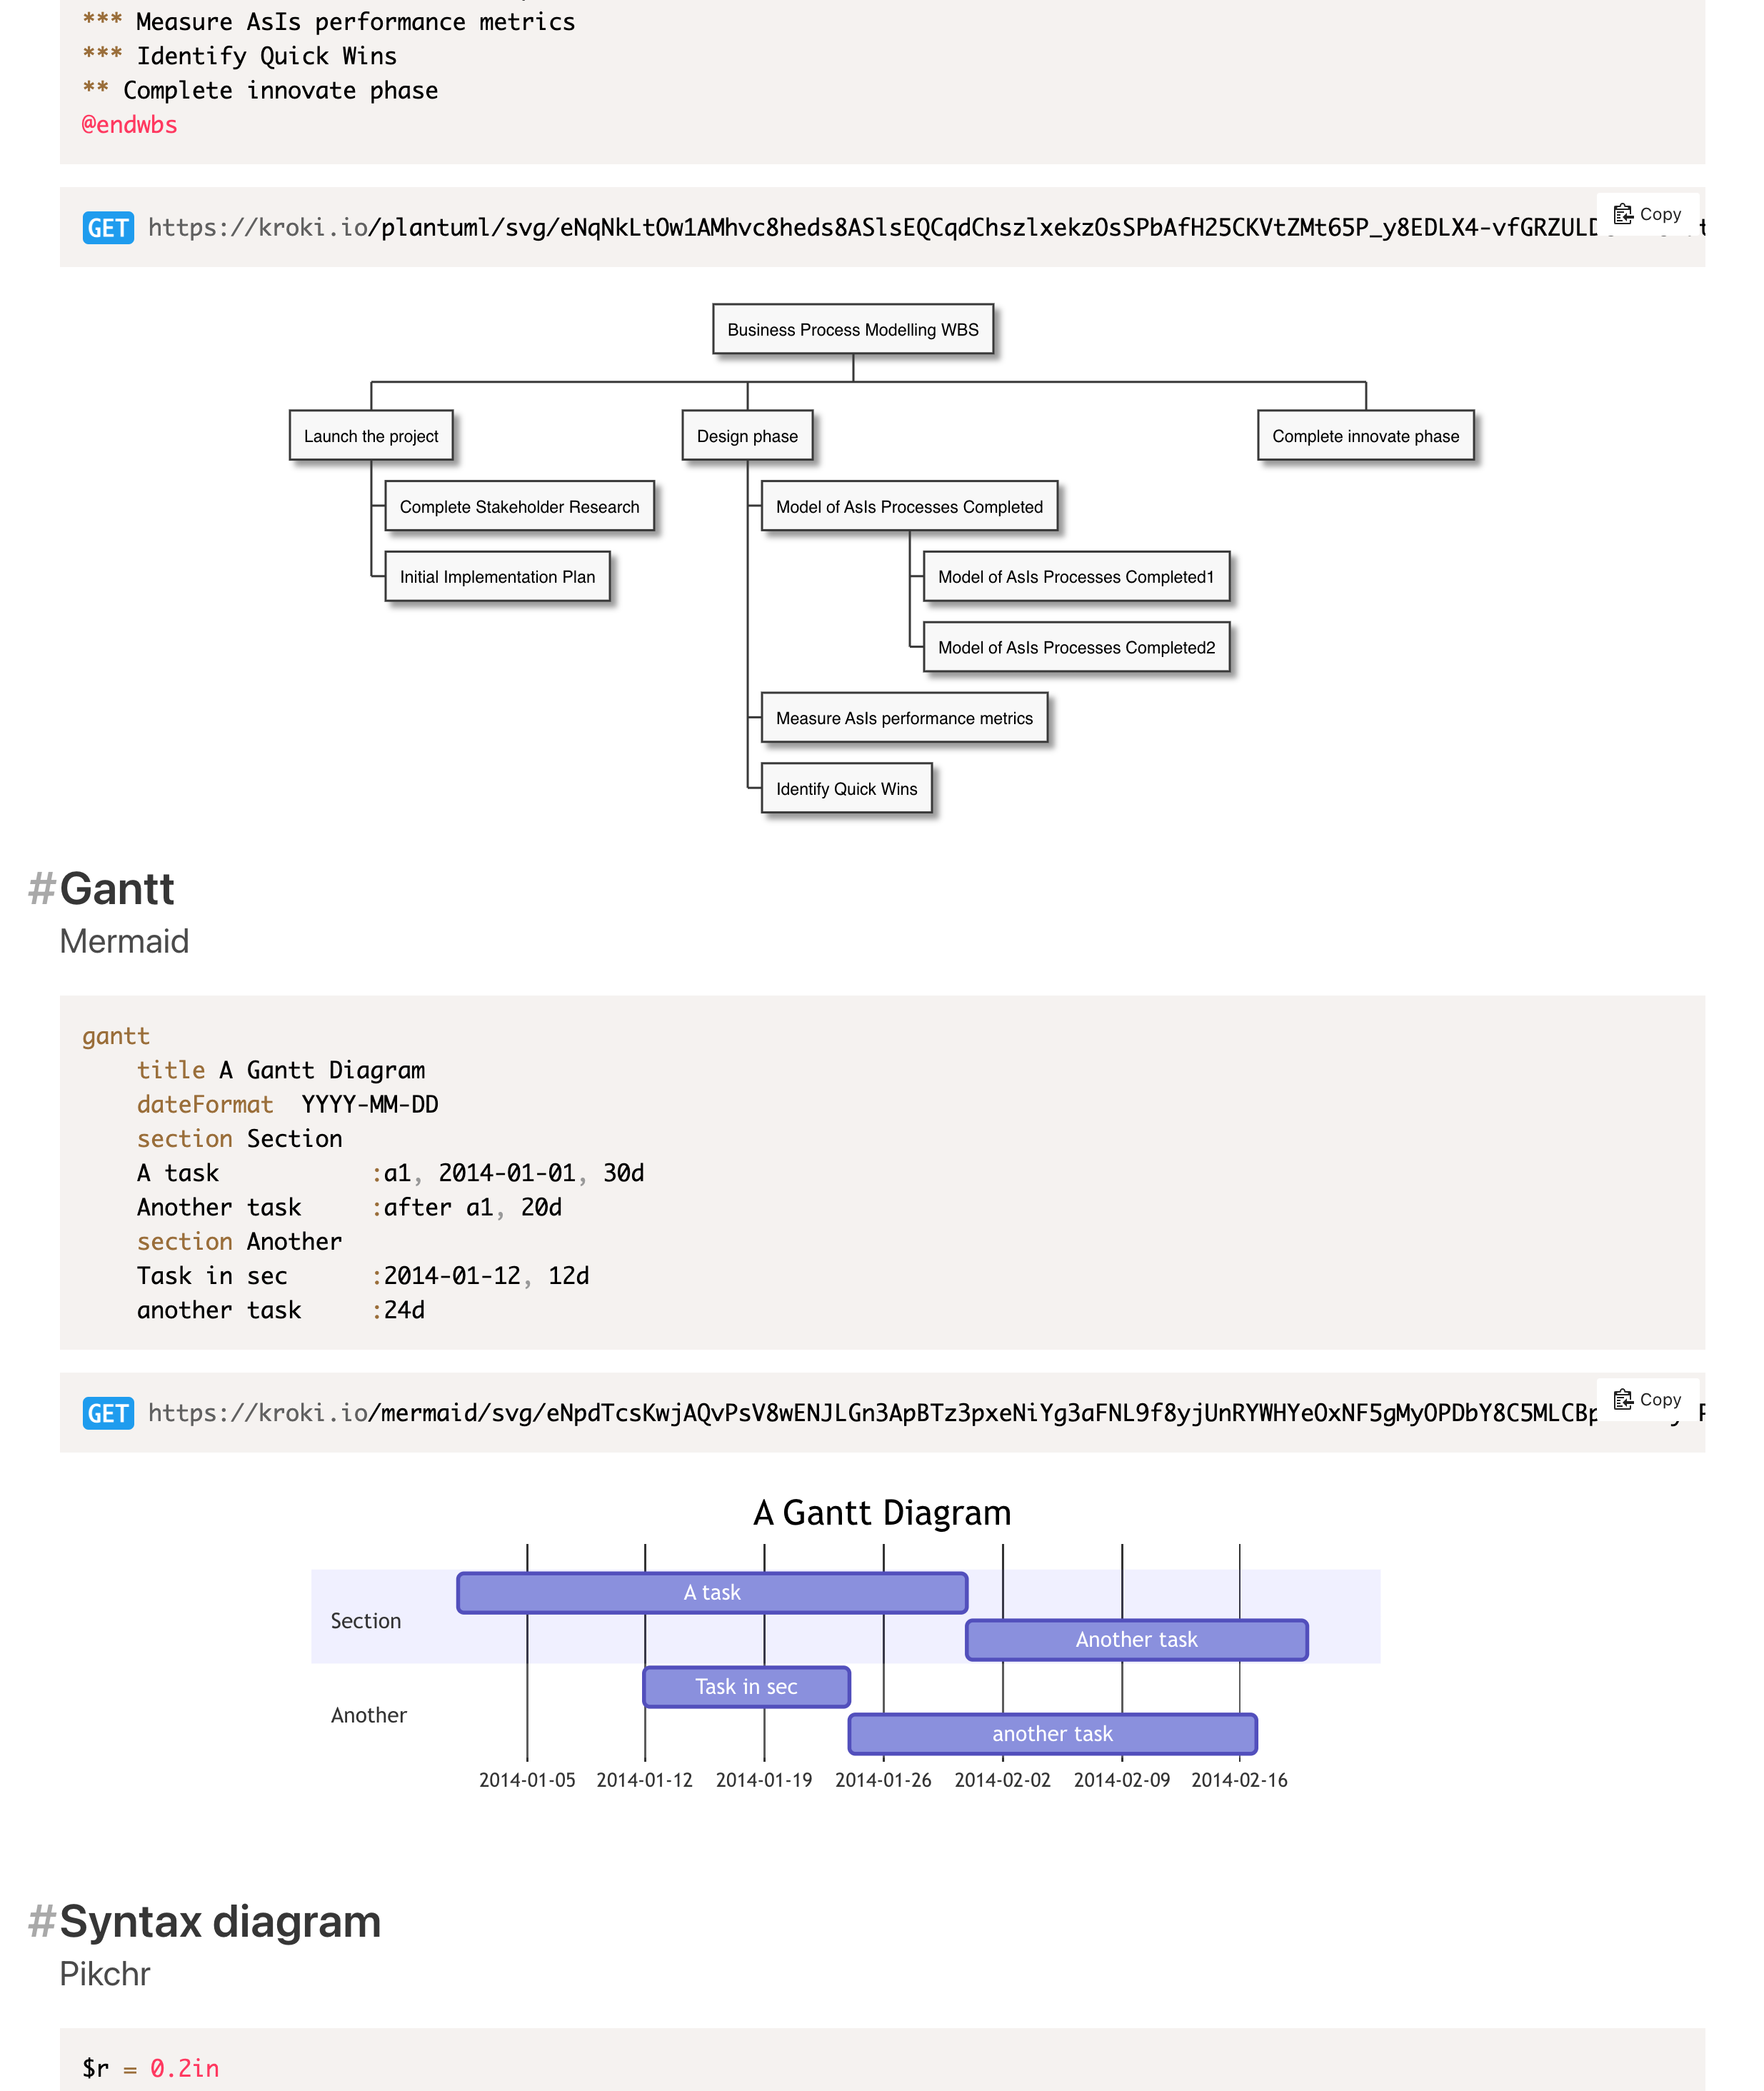 *** Measure AsIs performance metrics
*** Identify Quick Wins
** Complete innovate phase
@endwbs
GET https://kroki.io/plantuml/svg/eNqNkLtOw1AMhvc8heds8ASlsEQCqdChszlxekzOsSPbAfH25CKVtZMt65P_y8EDLX4-vfGRZULD
Copy
Business Process Modelling WBS
Launch the project
Design phase
Complete innovate phase
Complete Stakeholder Research
Model of AsIs Processes Completed
Initial Implementation Plan
Model of AsIs Processes Completed1
Model of AsIs Processes Completed2
Measure AsIs performance metrics
Identify Quick Wins
#Gantt
Mermaid
gantt
    title A Gantt Diagram
    dateFormat  YYYY-MM-DD
    section Section
    A task           :a1, 2014-01-01, 30d
    Another task     :after a1, 20d
    section Another
    Task in sec      :2014-01-12, 12d
    another task     :24d
GET https://kroki.io/mermaid/svg/eNpdTcsKwjAQvPsV8wENJLGn3ApBTz3pxeNiYg3aFNL9f8yjUnRYWHYeOxNF5gMyOPDbY8C5MLCBp
Copy
A Gantt Diagram
A task
Section
Another task
Task in sec
Another
another task
2014-01-05 2014-01-12 2014-01-19 2014-01-26 2014-02-02 2014-02-09 2014-02-16
#Syntax diagram
Pikchr
$r = 0.2in